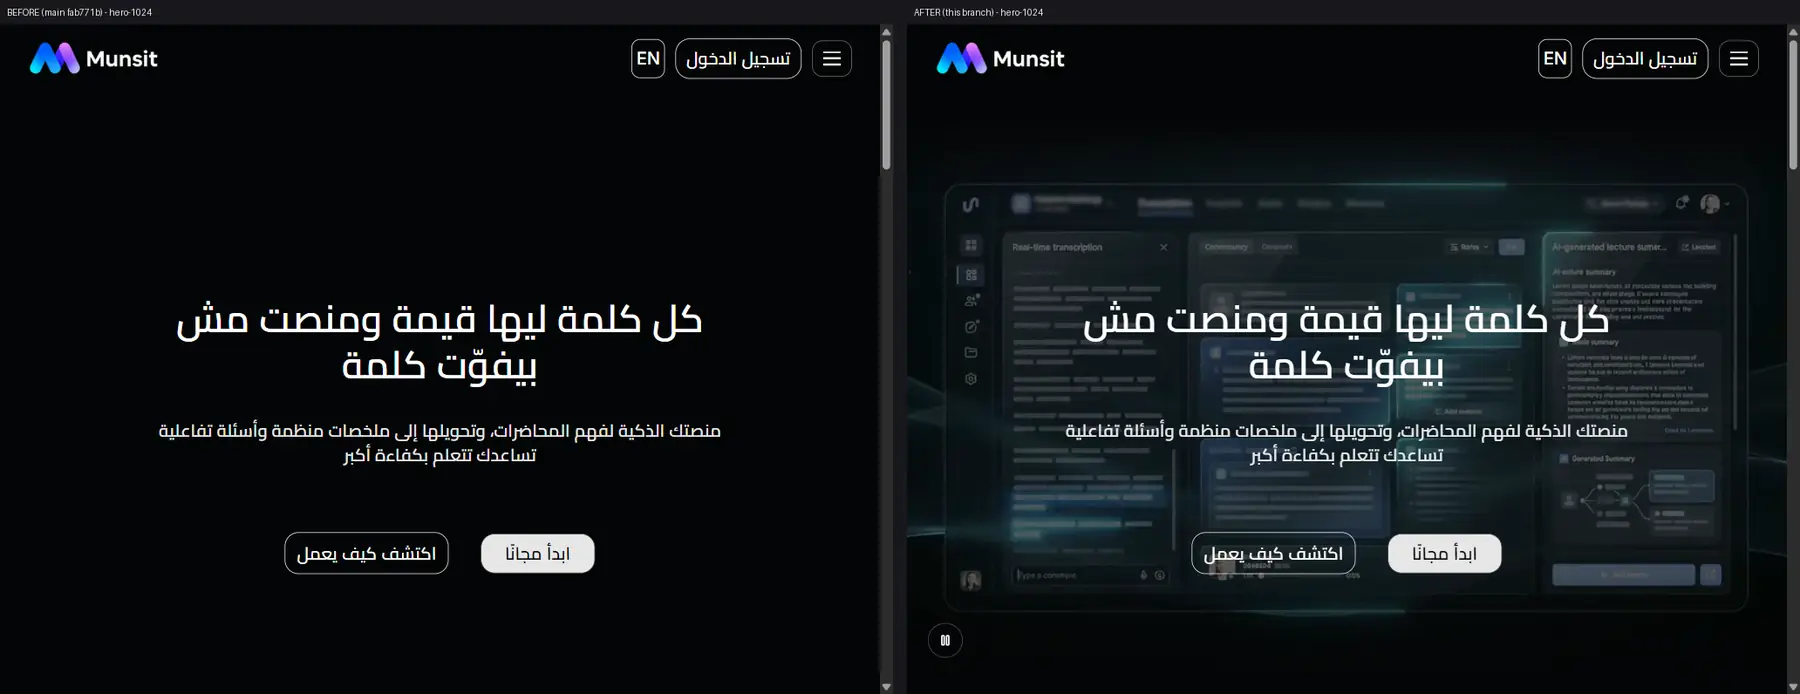 BEFORE (main fab771b) - hero-1024
Munsit
EN
تسجيل الدخول
كل كلمة ليها قيمة ومنصت مش
بيفوّت كلمة
منصتك الذكية لفهم المحاضرات، وتحويلها إلى ملخصات منظمة وأسئلة تفاعلية
تساعدك تتعلم بكفاءة أكبر
ابدأ مجانًا
اكتشف كيف يعمل
AFTER (this branch) - hero-1024
Munsit
EN
تسجيل الدخول
Real-time transcription
AI-generated lecture
كل كلمة ليها قيمة ومنصت مش
بيفوّت كلمة
منصتك الذكية لفهم المحاضرات، وتحويلها إلى ملخصات منظمة وأسئلة تفاعلية
تساعدك تتعلم بكفاءة أكبر
Generated Summary
ابدأ مجانًا
اكتشف كيف يعمل